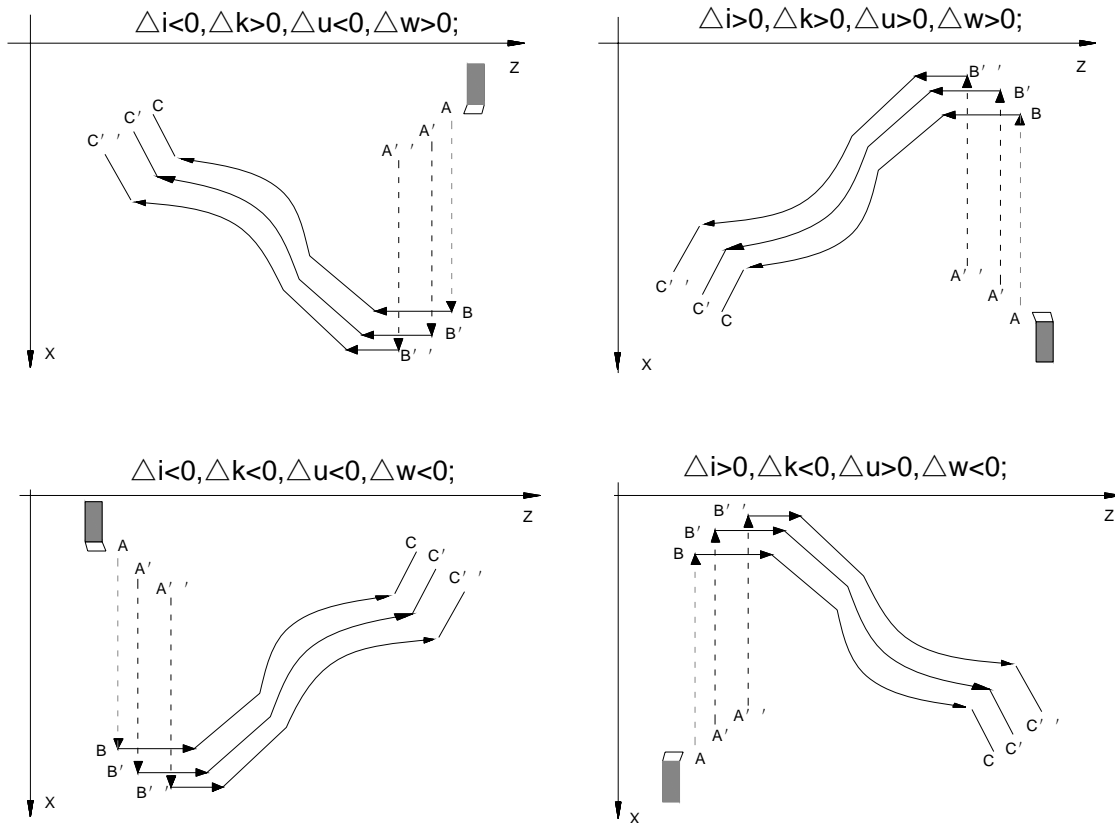 △i<0,△k>0,△u<0,△w>0;
Z
A
C
C′
A′
C′ ′
A′ ′
B
B′
B′ ′
X
△i>0,△k>0,△u>0,△w>0;
B′ ′
Z
B′
B
A′ ′
C′ ′
A′
C′
C
A
X
△i<0,△k<0,△u<0,△w<0;
Z
A
C
C′
A′
C′ ′
A′ ′
B
B′
B′ ′
X
△i>0,△k<0,△u>0,△w<0;
B′ ′
Z
B′
B
A′ ′
C′ ′
A′
C′
A
C
X